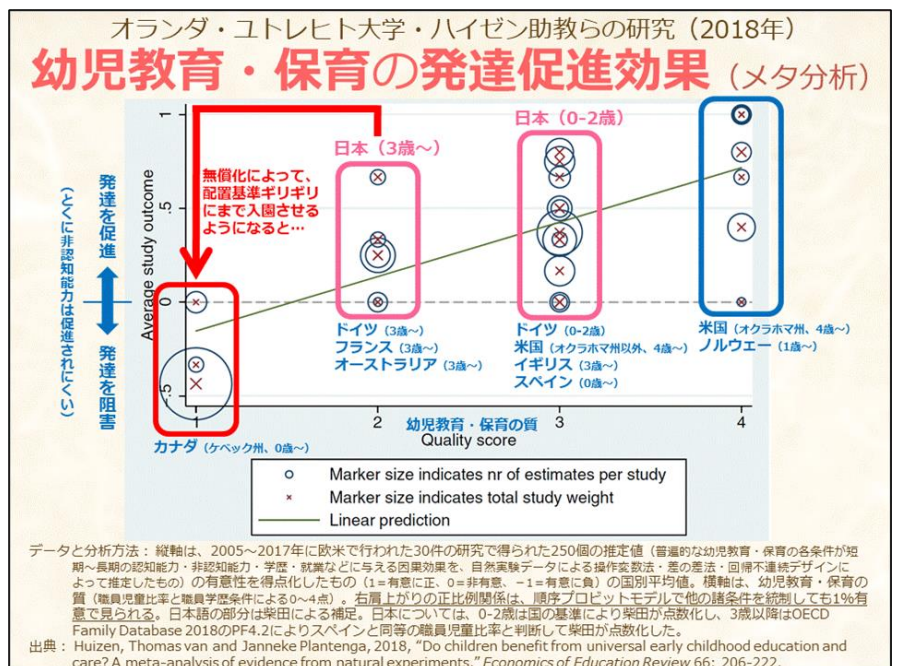 オランダ・ユトレヒト大学・ハイゼン助教らの研究（2018年）
幼児教育・保育の発達促進効果（メタ分析）
日本（3歳～）
日本（0-2歳）
無償化によって、
配置基準ギリギリ
にまで入園させる
ようになると…
発達を促進
発達を阻害
（とくに非認知能力は促進されにくい）
Average study outcome
1
.5
0
-.5
ドイツ（3歳～）
フランス（3歳～）
オーストラリア（3歳～）
ドイツ（0-2歳）
米国（オクラホマ州以外、4歳～）
イギリス（3歳～）
スペイン（0歳～）
米国（オクラホマ州、4歳～）
ノルウェー（1歳～）
1
2
3
4
幼児教育・保育の質
Quality score
カナダ（ケベック州、0歳～）
Marker size indicates nr of estimates per study
Marker size indicates total study weight
Linear prediction
データと分析方法： 縦軸は、2005～2017年に欧米で行われた30件の研究で得られた250個の推定値（普遍的な幼児教育・保育の各条件が短
期～長期の認知能力・非認知能力・学歴・就業などに与える因果効果を、自然実験データによる操作変数法・差の差法・回帰不連続デザインに
よって推定したもの）の有意性を得点化したもの（1＝有意に正、0＝非有意、－1＝有意に負）の国別平均値。横軸は、幼児教育・保育の
質（職員児童比率と職員学歴条件による0～4点）。右肩上がりの正比例関係は、順序プロビットモデルで他の諸条件を統制しても1％有
意で見られる。日本語の部分は柴田による補足。日本については、0-2歳は国の基準により柴田が点数化し、3歳以降はOECD
Family Database 2018のPF4.2によりスペインと同等の職員児童比率と判断して柴田が点数化した。
出典： Huizen, Thomas van and Janneke Plantenga, 2018, “Do children benefit from universal early childhood education and
care? A meta-analysis of evidence from natural experiments,” Economics of Education Review 66: 206-222.